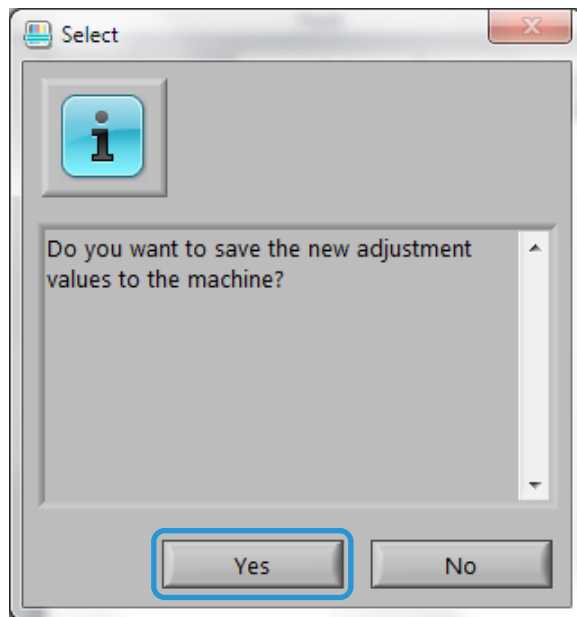 Select
Do you want to save the new adjustment
values to the machine?
Yes
No